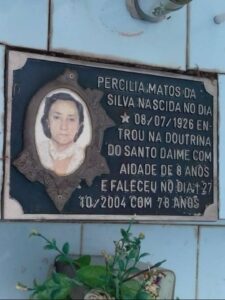 PERCILIA MATOS DA
SILVA NASCIDA NO DIA
★ 08/07/1926 EN-
TROU NA DOUTRINA
DO SANTO DAIME COM
AIDADE DE 8 ANOS
E FALECEU NO DIA † 27
10/2004 COM 78 ANOS